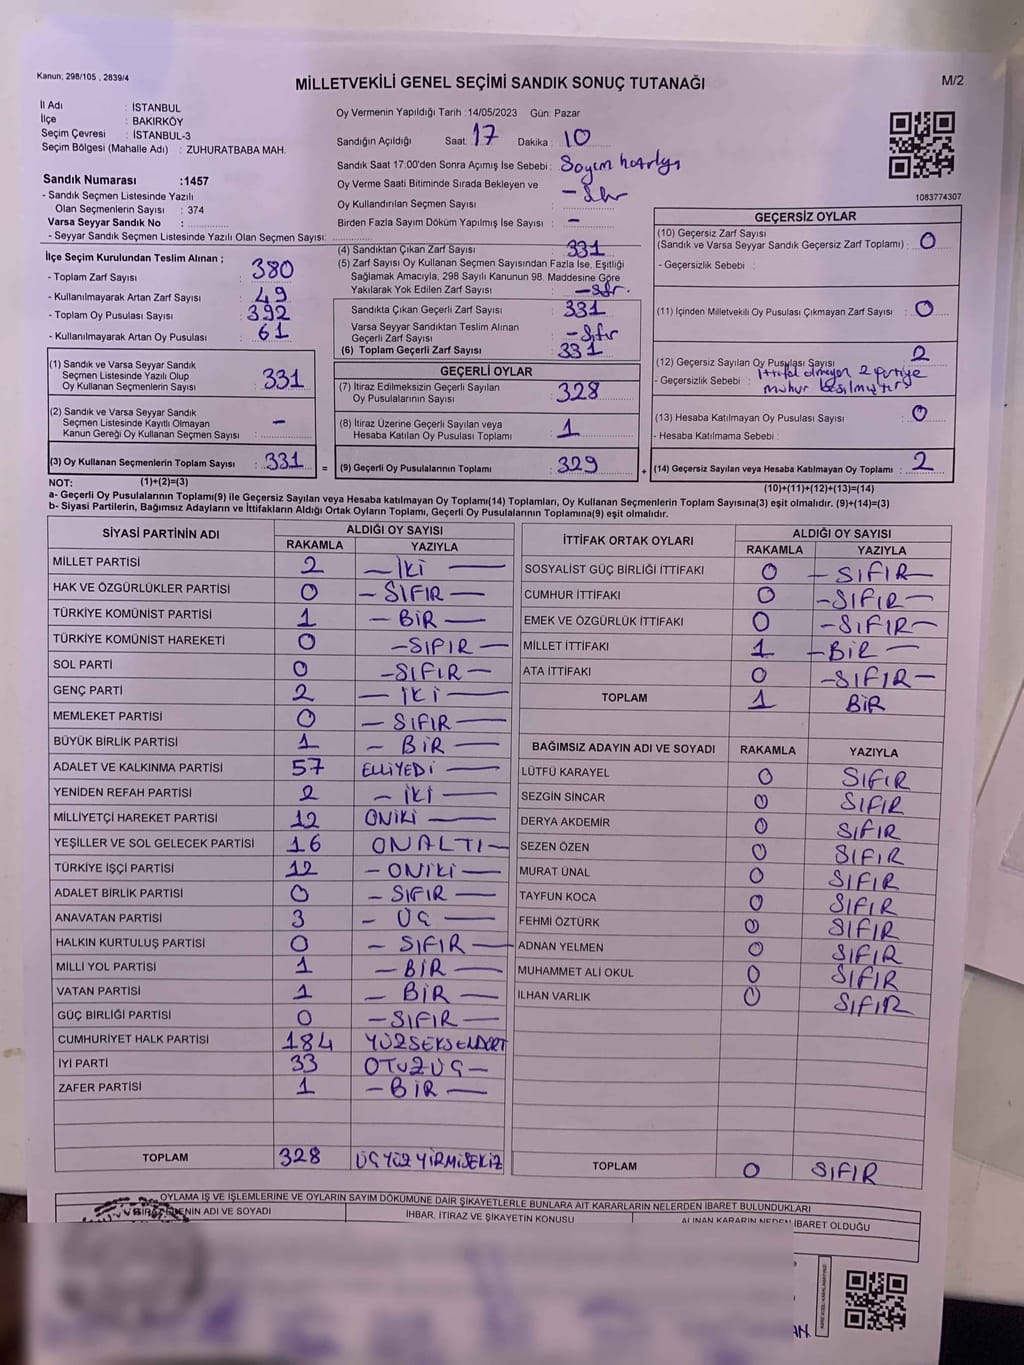 Kanun; 298/105 , 2839/4
MİLLETVEKİLİ GENEL SEÇİMİ SANDIK SONUÇ TUTANAĞI
M/2
İl Adı : İSTANBUL
İlçe : BAKIRKÖY
Seçim Çevresi : İSTANBUL-3
Seçim Bölgesi (Mahalle Adı) : ZUHURATBABA MAH.
Sandık Numarası :1457
- Sandık Seçmen Listesinde Yazılı
Olan Seçmenlerin Sayısı : 374
Varsa Seyyar Sandık No :
- Seyyar Sandık Seçmen Listesinde Yazılı Olan Seçmen Sayısı:
Oy Vermenin Yapıldığı Tarih :14/05/2023 Gün: Pazar
Sandığın Açıldığı Saat: 17 Dakika : 10
Sandık Saat 17:00'den Sonra Açımış İse Sebebi : Sayım
Oy Verme Saati Bitiminde Sırada Bekleyen ve
Oy Kullandırılan Seçmen Sayısı :
Birden Fazla Sayım Döküm Yapılmış İse Sayısı : -
1083774307
İlçe Seçim Kurulundan Teslim Alınan ;
- Toplam Zarf Sayısı : 380
- Kullanılmayarak Artan Zarf Sayısı : 49
- Toplam Oy Pusulası Sayısı : 392
- Kullanılmayarak Artan Oy Pusulası : 61
(4) Sandıktan Çıkan Zarf Sayısı : 331
(5) Zarf Sayısı Oy Kullanan Seçmen Sayısından Fazla İse, Eşitliği
Sağlamak Amacıyla, 298 Sayılı Kanunun 98. Maddesine Göre
Yakılarak Yok Edilen Zarf Sayısı : -Sıfır.
Sandıkta Çıkan Geçerli Zarf Sayısı : 331
Varsa Seyyar Sandıktan Teslim Alınan
Geçerli Zarf Sayısı : -Sıfır
(6) Toplam Geçerli Zarf Sayısı : 331
GEÇERSİZ OYLAR
(10) Geçersiz Zarf Sayısı
(Sandık ve Varsa Seyyar Sandık Geçersiz Zarf Toplamı) : 0
- Geçersizlik Sebebi :
(11) İçinden Milletvekili Oy Pusulası Çıkmayan Zarf Sayısı : 0
(12) Geçersiz Sayılan Oy Pusulası Sayısı : 2
- Geçersizlik Sebebi : ittifak olmayan 2 partiye
mühür basılmıştır
(13) Hesaba Katılmayan Oy Pusulası Sayısı : 0
- Hesaba Katılmama Sebebi :
(14) Geçersiz Sayılan veya Hesaba Katılmayan Oy Toplamı : 2
(10)+(11)+(12)+(13)=(14)
(1) Sandık ve Varsa Seyyar Sandık
Seçmen Listesinde Yazılı Olup
Oy Kullanan Seçmenlerin Sayısı : 331
(2) Sandık ve Varsa Seyyar Sandık
Seçmen Listesinde Kayıtlı Olmayan
Kanun Gereği Oy Kullanan Seçmen Sayısı : -
(3) Oy Kullanan Seçmenlerin Toplam Sayısı : 331 =
(1)+(2)=(3)
GEÇERLİ OYLAR
(7) İtiraz Edilmeksizin Geçerli Sayılan
Oy Pusulalarının Sayısı : 328
(8) İtiraz Üzerine Geçerli Sayılan veya
Hesaba Katılan Oy Pusulası Toplamı : 1
(9) Geçerli Oy Pusulalarının Toplamı : 329 +
NOT:
a- Geçerli Oy Pusulalarının Toplamı(9) ile Geçersiz Sayılan veya Hesaba katılmayan Oy Toplamı(14) Toplamları, Oy Kullanan Seçmenlerin Toplam Sayısına(3) eşit olmalıdır. (9)+(14)=(3)
b- Siyasi Partilerin, Bağımsız Adayların ve İttifakların Aldığı Ortak Oyların Toplamı, Geçerli Oy Pusulalarının Toplamına(9) eşit olmalıdır.
SİYASİ PARTİNİN ADI ALDIĞI OY SAYISI
RAKAMLA YAZIYLA
MİLLET PARTİSİ 2 - İKİ -
HAK VE ÖZGÜRLÜKLER PARTİSİ 0 - SIFIR -
TÜRKİYE KOMÜNİST PARTİSİ 1 - BİR -
TÜRKİYE KOMÜNİST HAREKETİ 0 -SIFIR -
SOL PARTİ 0 -SIFIR -
GENÇ PARTİ 2 - İKİ -
MEMLEKET PARTİSİ 0 - SIFIR -
BÜYÜK BİRLİK PARTİSİ 1 - BİR -
ADALET VE KALKINMA PARTİSİ 57 ELLİYEDİ -
YENİDEN REFAH PARTİSİ 2 - İKİ -
MİLLİYETÇİ HAREKET PARTİSİ 12 ONİKİ -
YEŞİLLER VE SOL GELECEK PARTİSİ 16 ONALTI-
TÜRKİYE İŞÇİ PARTİSİ 12 - ONİKİ -
ADALET BİRLİK PARTİSİ 0 - SIFIR -
ANAVATAN PARTİSİ 3 - ÜÇ -
HALKIN KURTULUŞ PARTİSİ 0 - SIFIR -
MİLLİ YOL PARTİSİ 1 - BİR -
VATAN PARTİSİ 1 - BİR -
GÜÇ BİRLİĞİ PARTİSİ 0 -SIFIR -
CUMHURİYET HALK PARTİSİ 184 YÜZSEKSENDÖRT
İYİ PARTİ 33 OTUZÜÇ -
ZAFER PARTİSİ 1 - BİR -
TOPLAM 328 ÜÇYÜZYİRMİSEKİZ
İTTİFAK ORTAK OYLARI ALDIĞI OY SAYISI
RAKAMLA YAZIYLA
SOSYALİST GÜÇ BİRLİĞİ İTTİFAKI 0 - SIFIR -
CUMHUR İTTİFAKI 0 -SIFIR -
EMEK VE ÖZGÜRLÜK İTTİFAKI 0 -SIFIR-
MİLLET İTTİFAKI 1 -BİR -
ATA İTTİFAKI 0 -SIFIR-
TOPLAM 1 BİR
BAĞIMSIZ ADAYIN ADI VE SOYADI RAKAMLA YAZIYLA
LÜTFÜ KARAYEL 0 SIFIR
SEZGİN SİNCAR 0 SIFIR
DERYA AKDEMİR 0 SIFIR
SEZEN ÖZEN 0 SIFIR
MURAT ÜNAL 0 SIFIR
TAYFUN KOCA 0 SIFIR
FEHMİ ÖZTÜRK 0 SIFIR
ADNAN YELMEN 0 SIFIR
MUHAMMET ALİ OKUL 0 SIFIR
İLHAN VARLIK 0 SIFIR
TOPLAM 0 SIFIR
OYLAMA İŞ VE İŞLEMLERİNE VE OYLARIN SAYIM DÖKÜMÜNE DAİR ŞİKAYETLERLE BUNLARA AİT KARARLARIN NELERDEN İBARET BULUNDUKLARI
ADI VE SOYADI
İHBAR, İTİRAZ VE ŞİKAYETİN KONUSU
ALINAN KARARIN NEDEN İBARET OLDUĞU